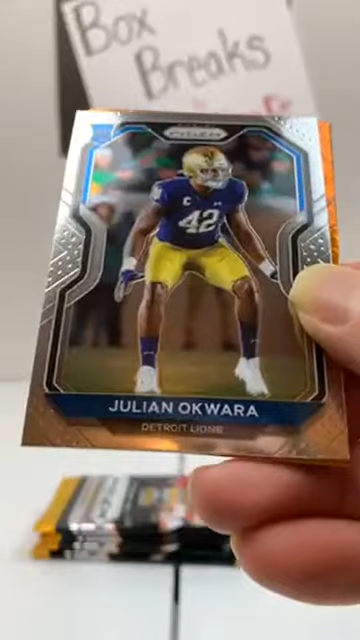 Box
Breaks
PRIZM
C
42
JULIAN OKWARA
DETROIT LIONS